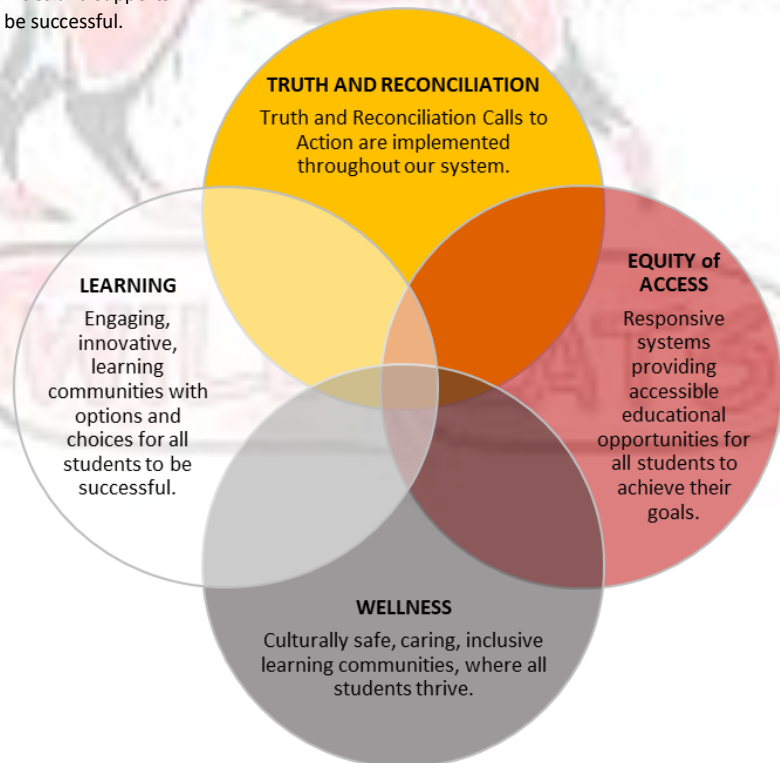 be successful.
TRUTH AND RECONCILIATION
Truth and Reconciliation Calls to
Action are implemented
throughout our system.
LEARNING
Engaging,
innovative,
learning
communities with
options and
choices for all
students to be
successful.
EQUITY of
ACCESS
Responsive
systems
providing
accessible
educational
opportunities for
all students to
achieve their
goals.
WELLNESS
Culturally safe, caring, inclusive
learning communities, where all
students thrive.